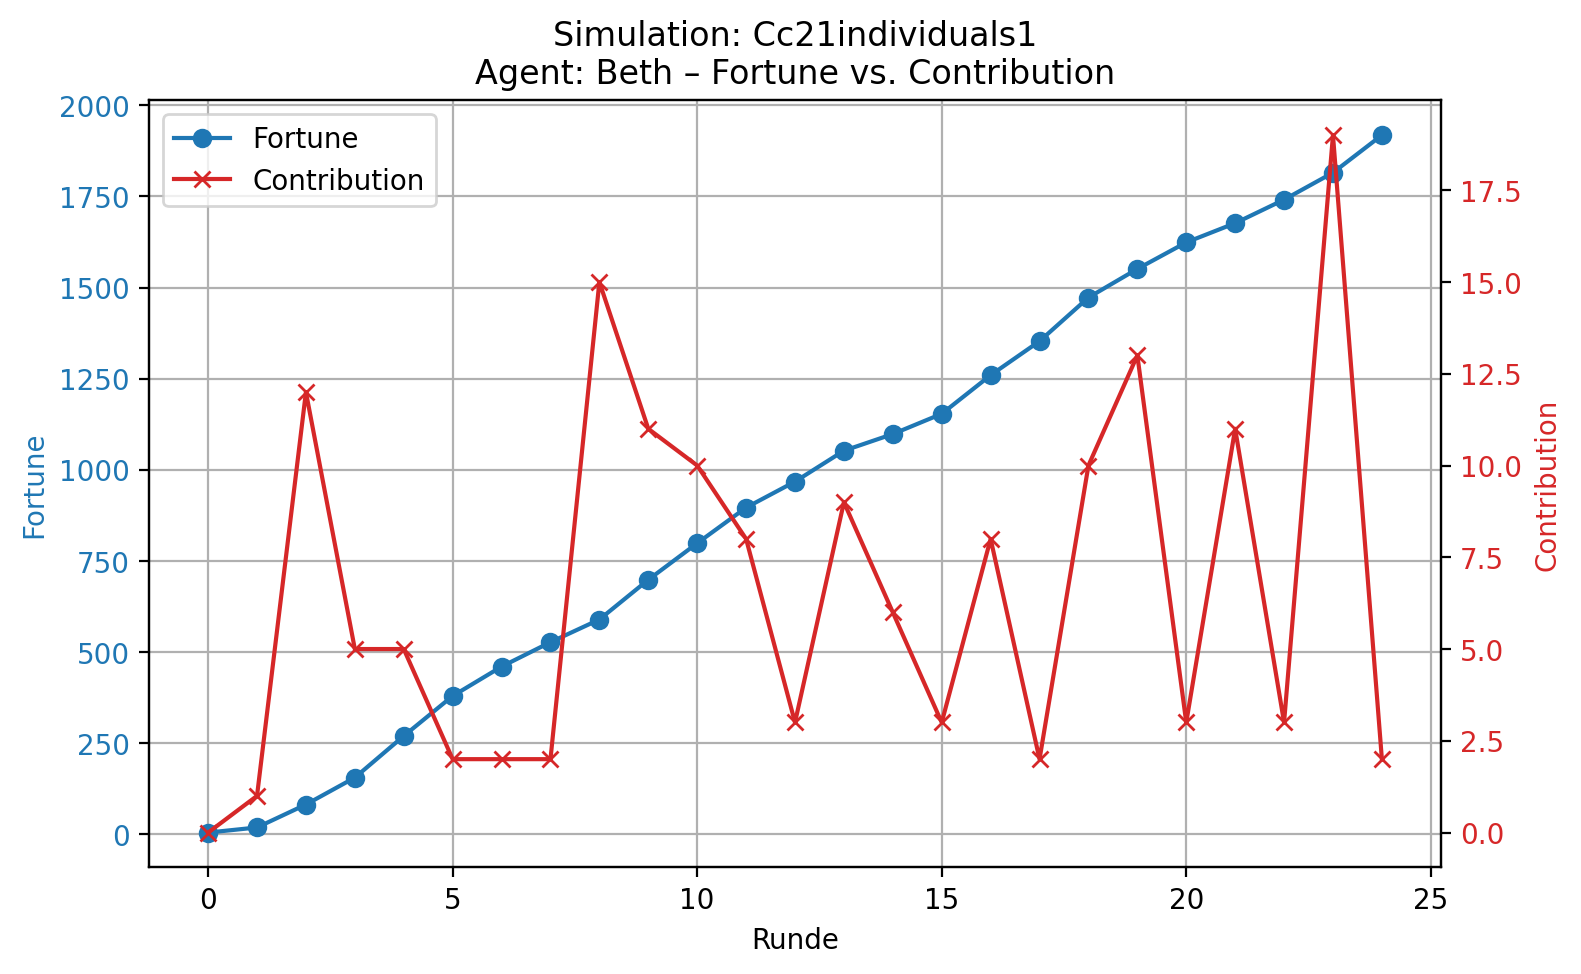 Simulation: Cc21individuals1
Agent: Beth – Fortune vs. Contribution
Fortune
Contribution
2000
1750
1500
1250
1000
750
500
250
0
Fortune
17.5
15.0
12.5
10.0
7.5
5.0
2.5
0.0
Contribution
0 5 10 15 20 25
Runde